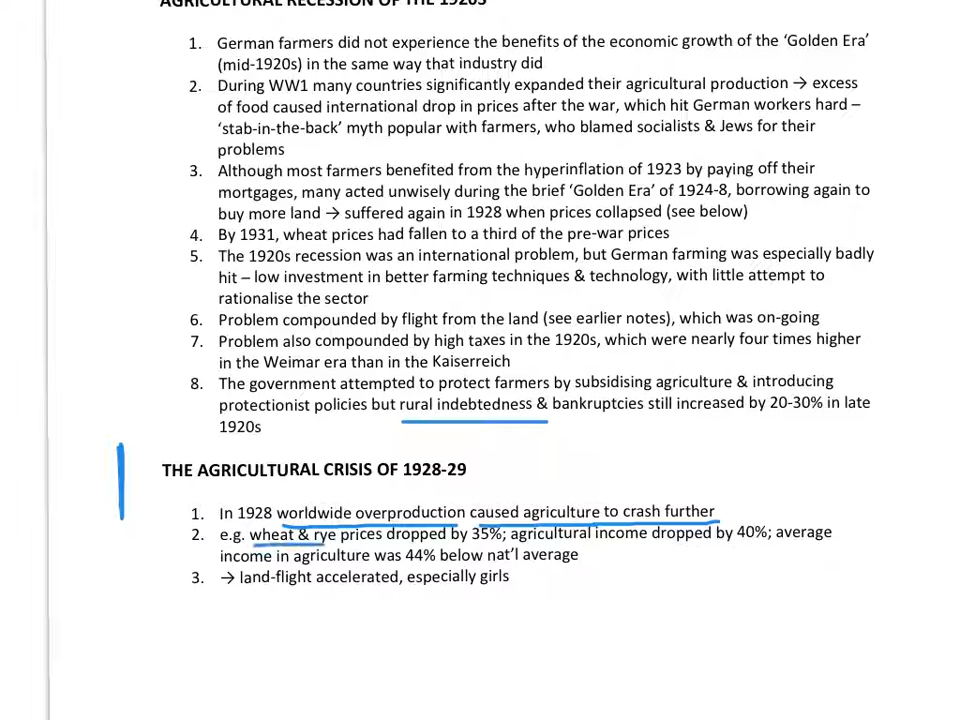 AGRICULTURAL RECESSION OF THE 1920S
1. German farmers did not experience the benefits of the economic growth of the ‘Golden Era’
(mid-1920s) in the same way that industry did
2. During WW1 many countries significantly expanded their agricultural production → excess
of food caused international drop in prices after the war, which hit German workers hard –
‘stab-in-the-back’ myth popular with farmers, who blamed socialists & Jews for their
problems
3. Although most farmers benefited from the hyperinflation of 1923 by paying off their
mortgages, many acted unwisely during the brief ‘Golden Era’ of 1924-8, borrowing again to
buy more land → suffered again in 1928 when prices collapsed (see below)
4. By 1931, wheat prices had fallen to a third of the pre-war prices
5. The 1920s recession was an international problem, but German farming was especially badly
hit – low investment in better farming techniques & technology, with little attempt to
rationalise the sector
6. Problem compounded by flight from the land (see earlier notes), which was on-going
7. Problem also compounded by high taxes in the 1920s, which were nearly four times higher
in the Weimar era than in the Kaiserreich
8. The government attempted to protect farmers by subsidising agriculture & introducing
protectionist policies but rural indebtedness & bankruptcies still increased by 20-30% in late
1920s
THE AGRICULTURAL CRISIS OF 1928-29
1. In 1928 worldwide overproduction caused agriculture to crash further
2. e.g. wheat & rye prices dropped by 35%; agricultural income dropped by 40%; average
income in agriculture was 44% below nat’l average
3. → land-flight accelerated, especially girls